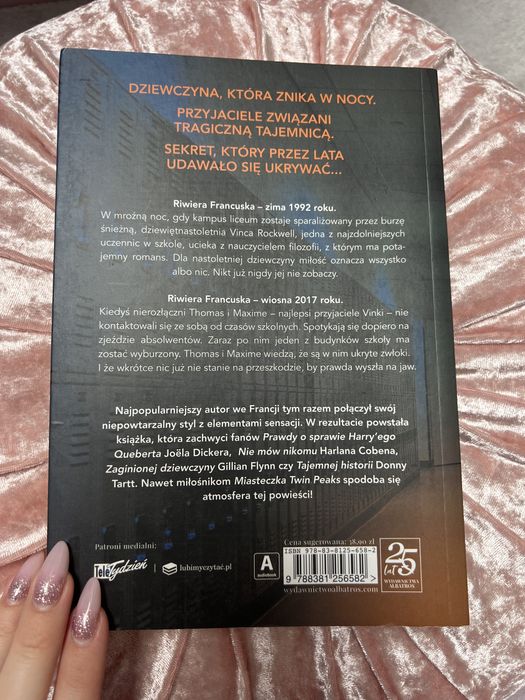 DZIEWCZYNA, KTÓRA ZNIKA W NOCY.
PRZYJACIELE ZWIĄZANI
TRAGICZNĄ TAJEMNICĄ.
SEKRET, KTÓRY PRZEZ LATA
UDAWAŁO SIĘ UKRYWAĆ...
Riwiera Francuska – zima 1992 roku.
W mroźną noc, gdy kampus liceum zostaje sparaliżowany przez burzę
śnieżną, dziewiętnastoletnia Vinca Rockwell, jedna z najzdolniejszych
uczennic w szkole, ucieka z nauczycielem filozofii, z którym ma pota-
jemny romans. Dla nastoletniej dziewczyny miłość oznacza wszystko
albo nic. Nikt już nigdy jej nie zobaczy.
Riwiera Francuska – wiosna 2017 roku.
Kiedyś nierozłączni Thomas i Maxime – najlepsi przyjaciele Vinki – nie
kontaktowali się ze sobą od czasów szkolnych. Spotykają się dopiero na
zjeździe absolwentów. Zaraz po nim jeden z budynków szkoły ma
zostać wyburzony. Thomas i Maxime wiedzą, że są w nim ukryte zwłoki.
I że wkrótce nic już nie stanie na przeszkodzie, by prawda wyszła na jaw.
Najpopularniejszy autor we Francji tym razem połączył swój
niepowtarzalny styl z elementami sensacji. W rezultacie powstała
książka, która zachwyci fanów Prawdy o sprawie Harry'ego
Queberta Joëla Dickera, Nie mów nikomu Harlana Cobena,
Zaginionej dziewczyny Gillian Flynn czy Tajemnej historii Donny
Tartt. Nawet miłośnikom Miasteczka Twin Peaks spodoba się
atmosfera tej powieści!
Patroni medialni:
TeleTydzień
lubimyczytać.pl
A
audiobook
Cena sugerowana: 38,90 zł
ISBN 978-83-8125-658-2
9 788381 256582 >
wydawnictwoalbatros.com
25 lat
WYDAWNICTWA
ALBATROS